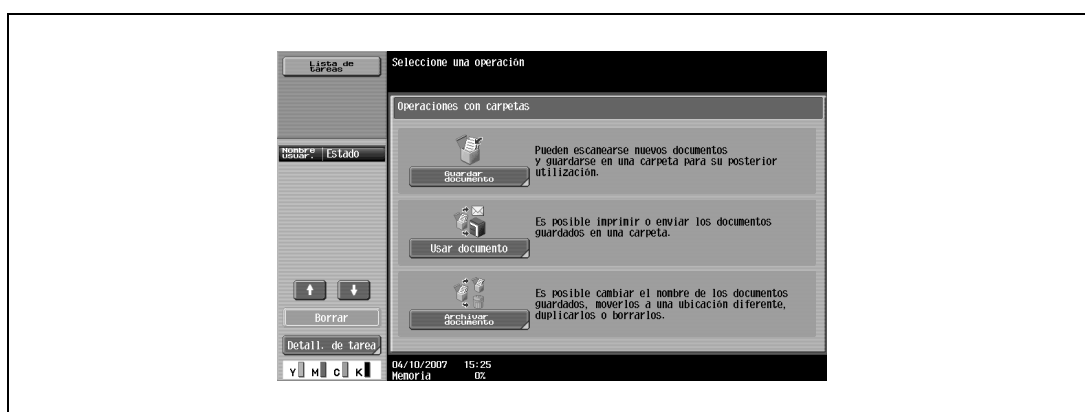 Lista de
tareas
Seleccione una operación
Operaciones con carpetas
Nombre
usuar.
Estado
Guardar
documento
Pueden escanearse nuevos documentos
y guardarse en una carpeta para su posterior
utilización.
Usar documento
Es posible imprimir o enviar los documentos
guardados en una carpeta.
Archivar
documento
Es posible cambiar el nombre de los documentos
guardados, moverlos a una ubicación diferente,
duplicarlos o borrarlos.
Borrar
Detall. de tarea
Y M C K
04/10/2007 15:25
Memoria 0%